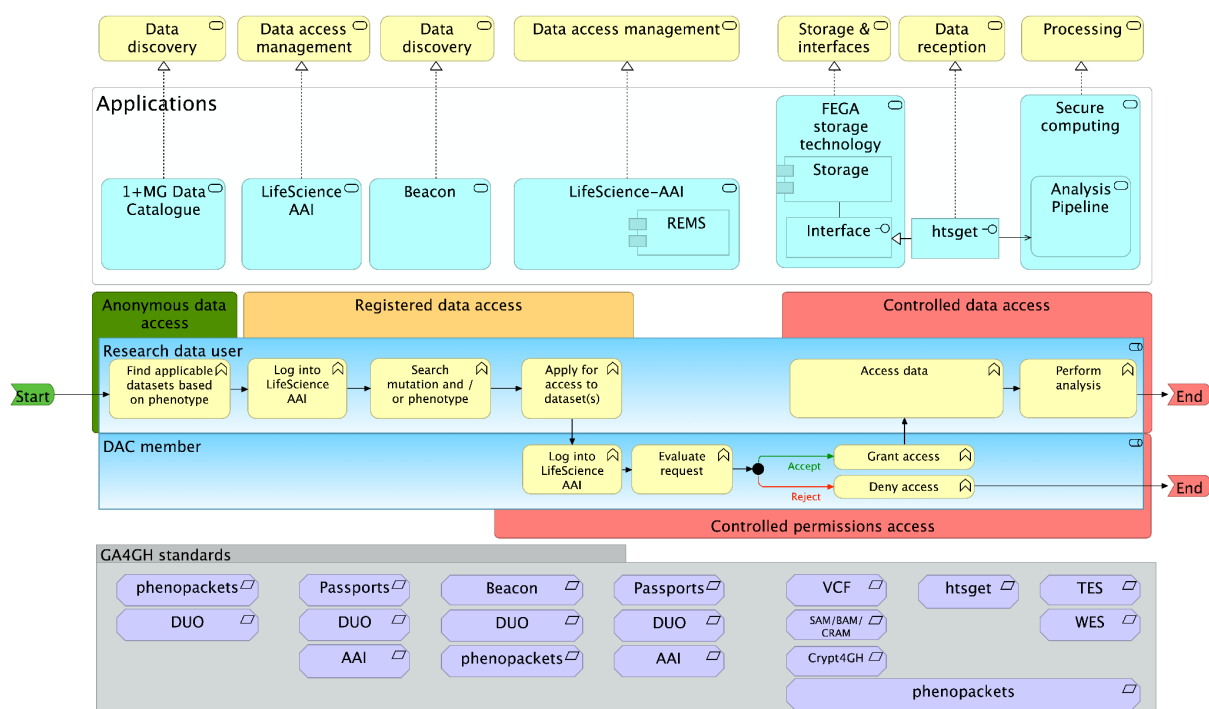 Data
discovery
Data access
management
Data
discovery
Data access management
Storage &
interfaces
Data
reception
Processing
Applications
1+MG Data
Catalogue
LifeScience
AAI
Beacon
LifeScience-AAI
REMS
FEGA
storage
technology
Storage
Interface
htsget
Secure
computing
Analysis
Pipeline
Anonymous data
access
Registered data access
Controlled data access
Research data user
Start
Find applicable
datasets based
on phenotype
Log into
LifeScience
AAI
Search
mutation and /
or phenotype
Apply for
access to
dataset(s)
Access data
Perform
analysis
End
DAC member
Log into
LifeScience
AAI
Evaluate
request
Accept
Reject
Grant access
Deny access
End
Controlled permissions access
GA4GH standards
phenopackets
DUO
Passports
DUO
AAI
Beacon
DUO
phenopackets
Passports
DUO
AAI
VCF
SAM/BAM/
CRAM
Crypt4GH
htsget
TES
WES
phenopackets